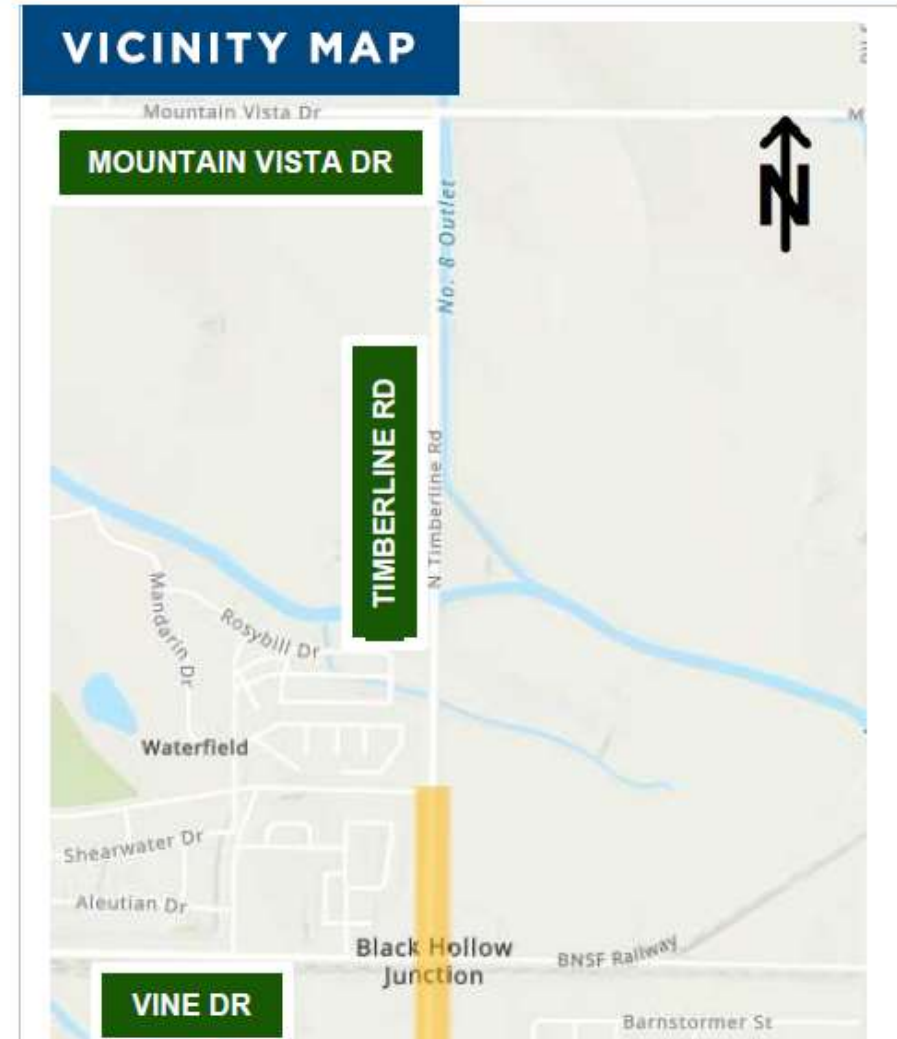 VICINITY MAP
Mountain Vista Dr
M
MOUNTAIN VISTA DR
N
No. 8 Outlet
TIMBERLINE RD
N Timberline Rd
Mandarin Dr
Rosybill Dr
Waterfield
Shearwater Dr
Aleutian Dr
Black Hollow
Junction
BNSF Railway
VINE DR
Barnstormer St